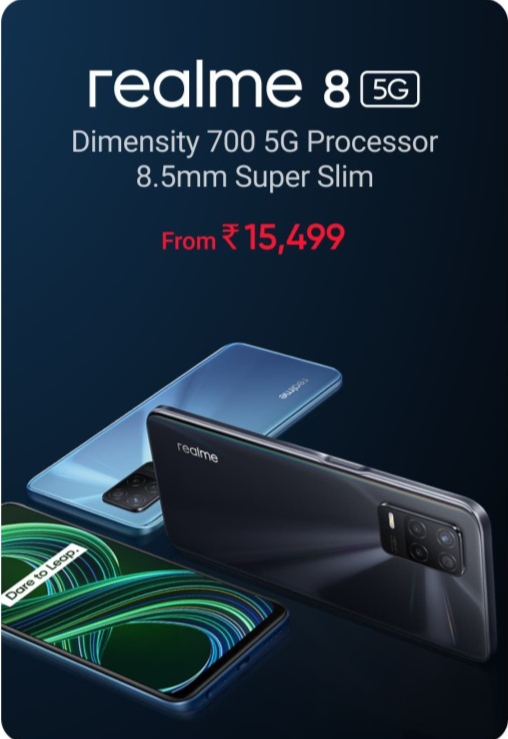 realme 8 5G
Dimensity 700 5G Processor
8.5mm Super Slim
From ₹15,499
realme
realme
Dare to Leap.